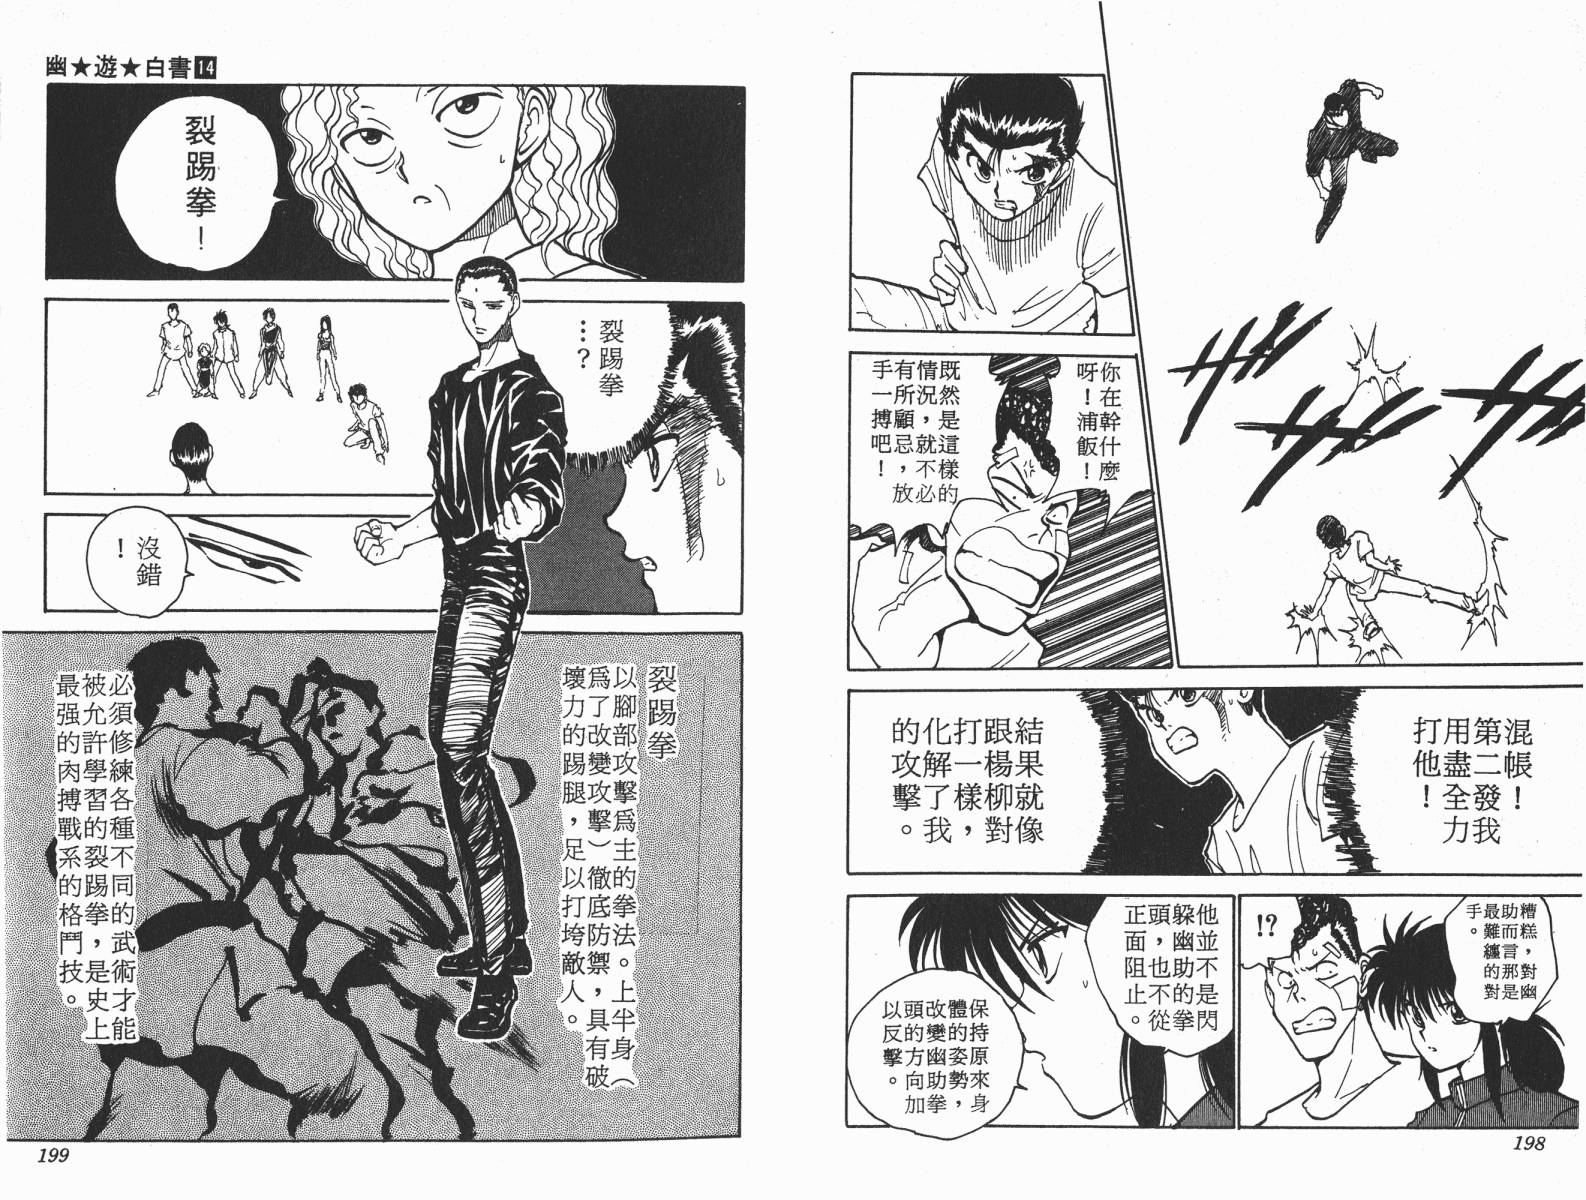 ザザザ
你在幹什麼
呀！浦飯！
既然是這樣的
情況，就不必
有所顧忌，放
手一搏吧！
混帳！
第二發我
用盡全力
打他！
結果就像
跟楊柳對
打一樣，
化解了我
的攻擊。
糟糕，對幽
助而言那是
最難纏的對
手。
!?
他並不是閃
躲幽助的拳
頭，也不從
正面阻止。
保持原來身
體的姿勢，
改變幽助拳
頭的方向加
以反擊。
198
幽★遊★白書14
裂踢拳！
裂踢拳
…？
沒錯
！
裂踢拳
以腳部攻擊為主的拳法。上半身（
為了改變攻擊）徹底防禦，具有破
壞力的踢腿，足以打垮敵人。
必須修練各種不同的武術才能
被允許學習的裂踢拳，是史上
最强的肉搏戰系的格鬥技。
199